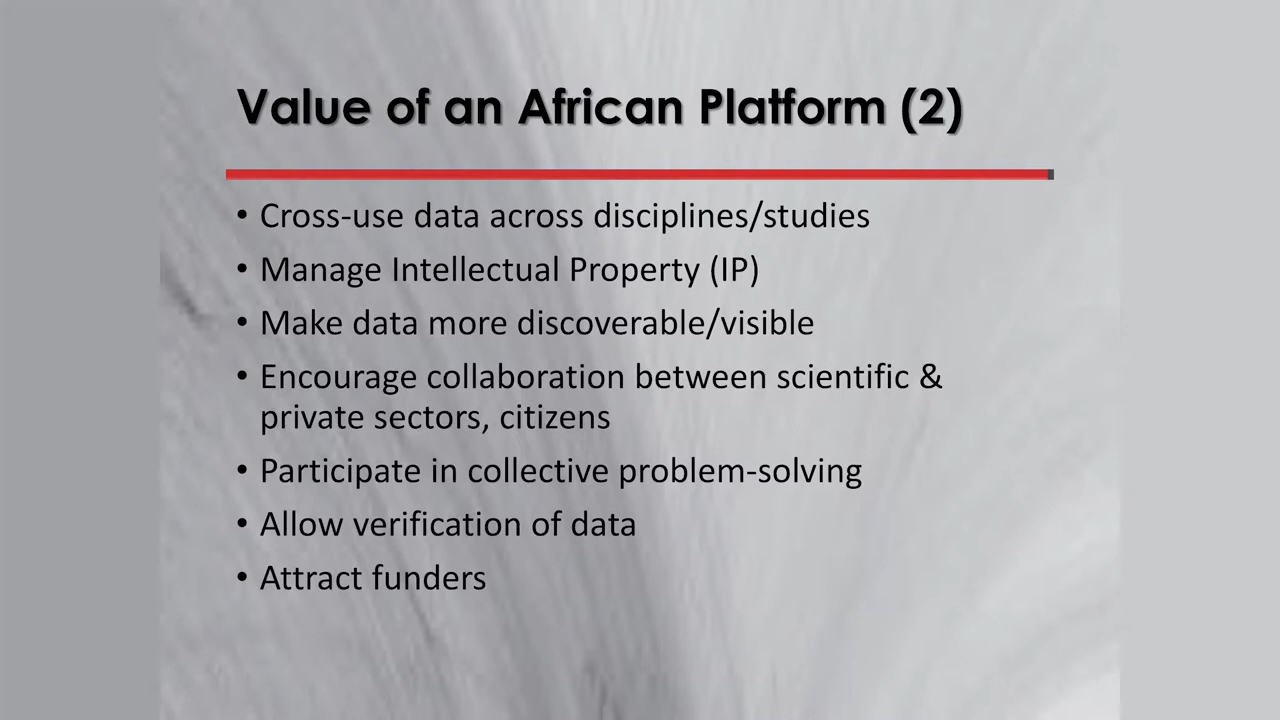 Value of an African Platform (2)
• Cross-use data across disciplines/studies
• Manage Intellectual Property (IP)
• Make data more discoverable/visible
• Encourage collaboration between scientific &
private sectors, citizens
• Participate in collective problem-solving
• Allow verification of data
• Attract funders